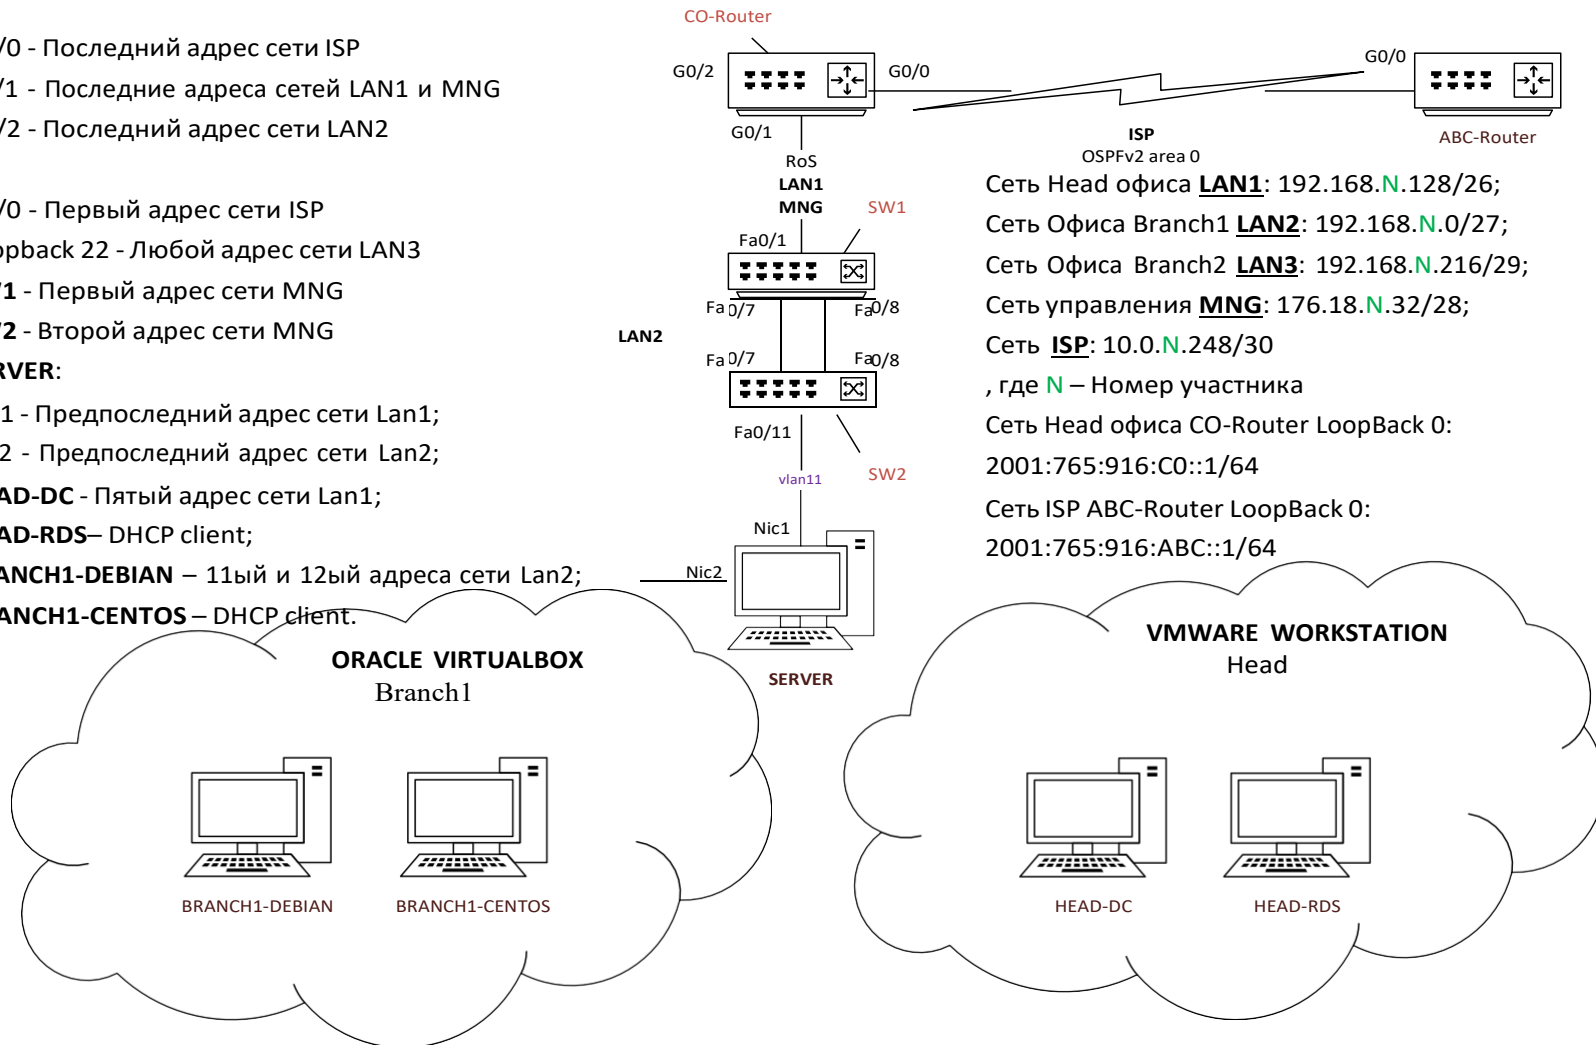 CO-Router
/0 - Последний адрес сети ISP
/1 - Последние адреса сетей LAN1 и MNG
/2 - Последний адрес сети LAN2
/0 - Первый адрес сети ISP
opback 22 - Любой адрес сети LAN3
/1 - Первый адрес сети MNG
/2 - Второй адрес сети MNG
RVER:
1 - Предпоследний адрес сети Lan1;
2 - Предпоследний адрес сети Lan2;
AD-DC - Пятый адрес сети Lan1;
AD-RDS– DHCP client;
ANCH1-DEBIAN – 11ый и 12ый адреса сети Lan2;
ANCH1-CENTOS – DHCP client.
G0/2
G0/0
G0/0
G0/1
ISP
OSPFv2 area 0
ABC-Router
RoS
LAN1
MNG
SW1
Fa0/1
Fa 0/7
Fa0/8
LAN2
Fa 0/7
Fa0/8
Fa0/11
vlan11
SW2
Nic1
Nic2
SERVER
Сеть Head офиса LAN1: 192.168.N.128/26;
Сеть Офиса Branch1 LAN2: 192.168.N.0/27;
Сеть Офиса Branch2 LAN3: 192.168.N.216/29;
Сеть управления MNG: 176.18.N.32/28;
Сеть ISP: 10.0.N.248/30
, где N – Номер участника
Сеть Head офиса CO-Router LoopBack 0:
2001:765:916:C0::1/64
Сеть ISP ABC-Router LoopBack 0:
2001:765:916:ABC::1/64
ORACLE VIRTUALBOX
Branch1
BRANCH1-DEBIAN
BRANCH1-CENTOS
VMWARE WORKSTATION
Head
HEAD-DC
HEAD-RDS